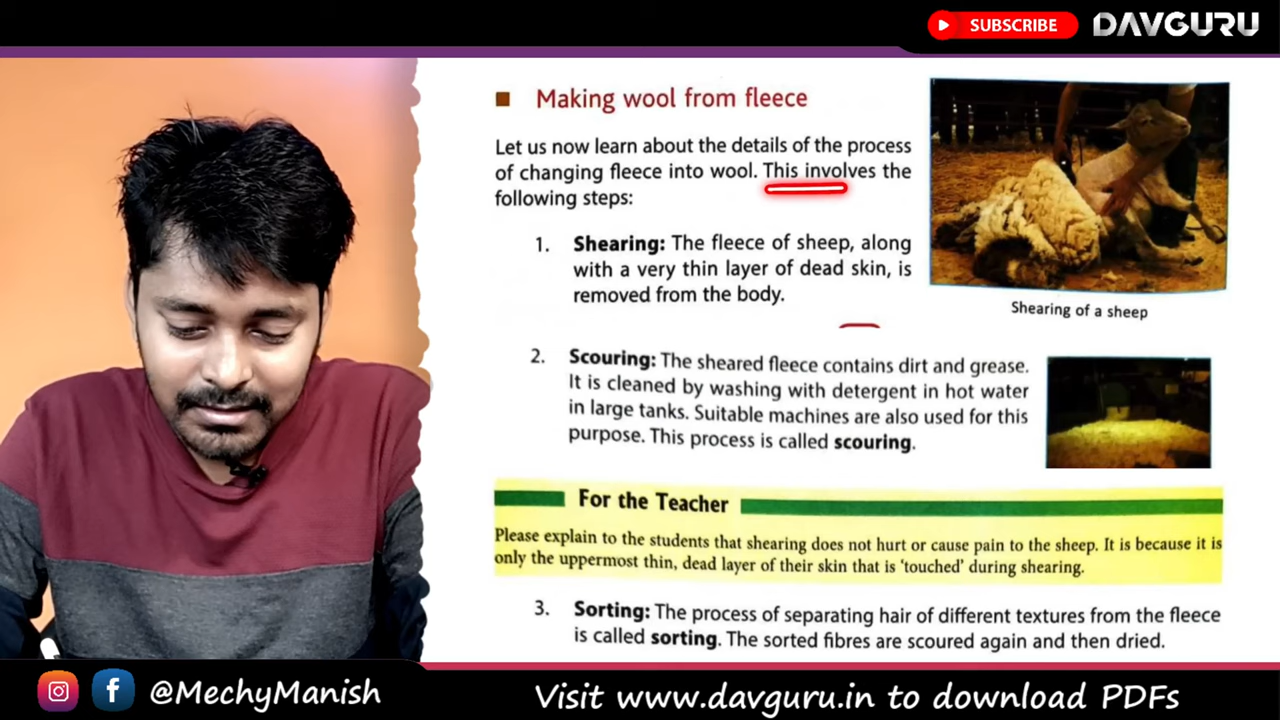 SUBSCRIBE
DAVGURU
Making wool from fleece
Let us now learn about the details of the process
of changing fleece into wool. This involves the
following steps:
1. Shearing: The fleece of sheep, along
with a very thin layer of dead skin, is
removed from the body.
Shearing of a sheep
2. Scouring: The sheared fleece contains dirt and grease.
It is cleaned by washing with detergent in hot water
in large tanks. Suitable machines are also used for this
purpose. This process is called scouring.
For the Teacher
Please explain to the students that shearing does not hurt or cause pain to the sheep. It is because it is
only the uppermost thin, dead layer of their skin that is ‘touched’ during shearing.
3. Sorting: The process of separating hair of different textures from the fleece
is called sorting. The sorted fibres are scoured again and then dried.
@MechyManish
Visit www.davguru.in to download PDFs